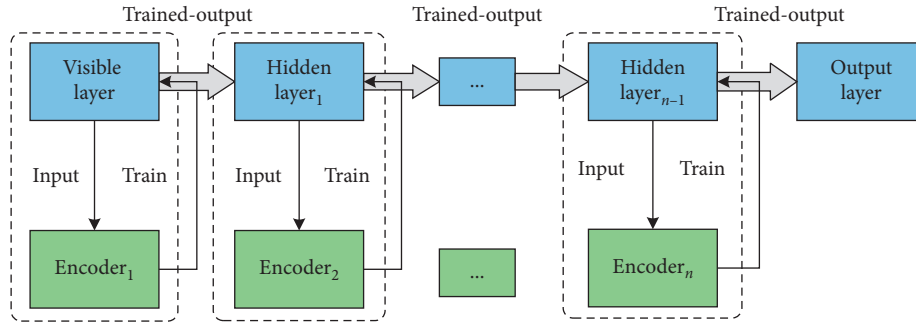 Trained-output
Trained-output
Trained-output
Visible
layer
Hidden
layer₁
...
Hidden
layerₙ₋₁
Output
layer
Input
Train
Input
Train
Input
Train
Encoder₁
Encoder₂
...
Encoderₙ